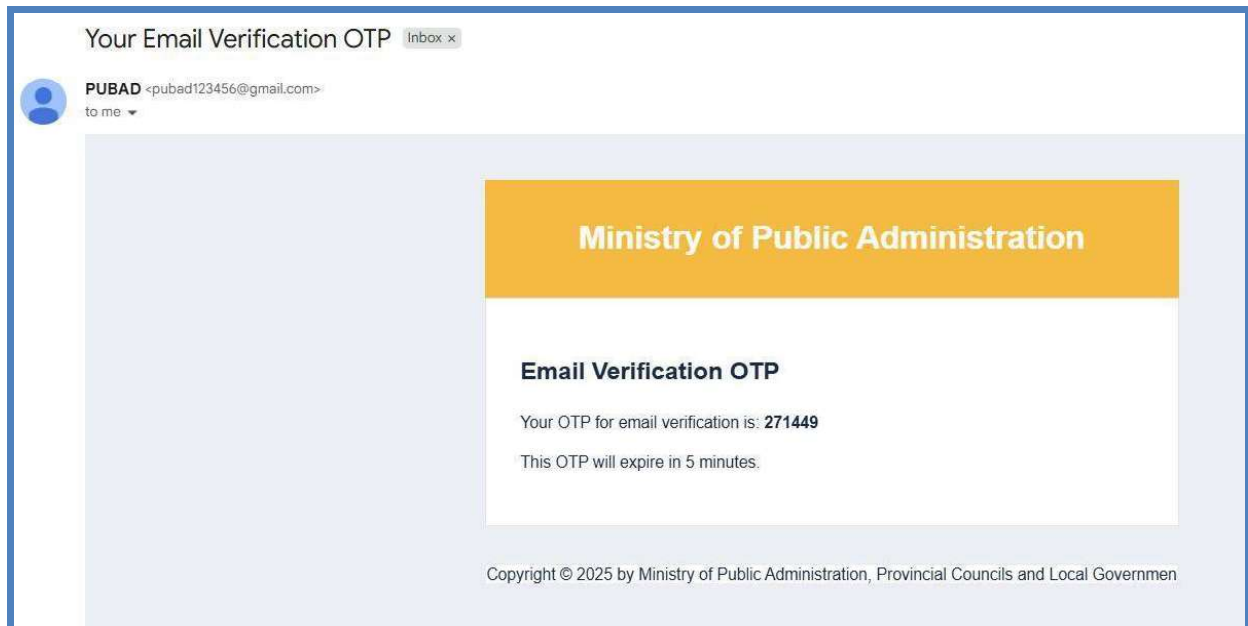 Your Email Verification OTP Inbox ×
PUBAD <pubad123456@gmail.com>
to me
Ministry of Public Administration
Email Verification OTP
Your OTP for email verification is: 271449
This OTP will expire in 5 minutes.
Copyright © 2025 by Ministry of Public Administration, Provincial Councils and Local Governmen